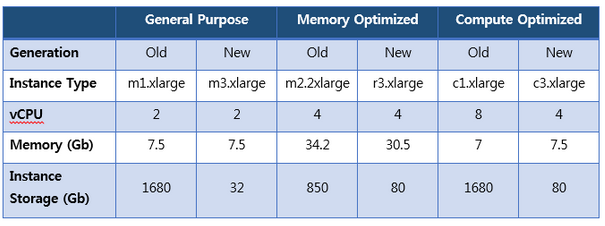 General Purpose Memory Optimized Compute Optimized
Generation Old New Old New Old New
Instance Type m1.xlarge m3.xlarge m2.2xlarge r3.xlarge c1.xlarge c3.xlarge
vCPU 2 2 4 4 8 4
Memory (Gb) 7.5 7.5 34.2 30.5 7 7.5
Instance
Storage (Gb) 1680 32 850 80 1680 80